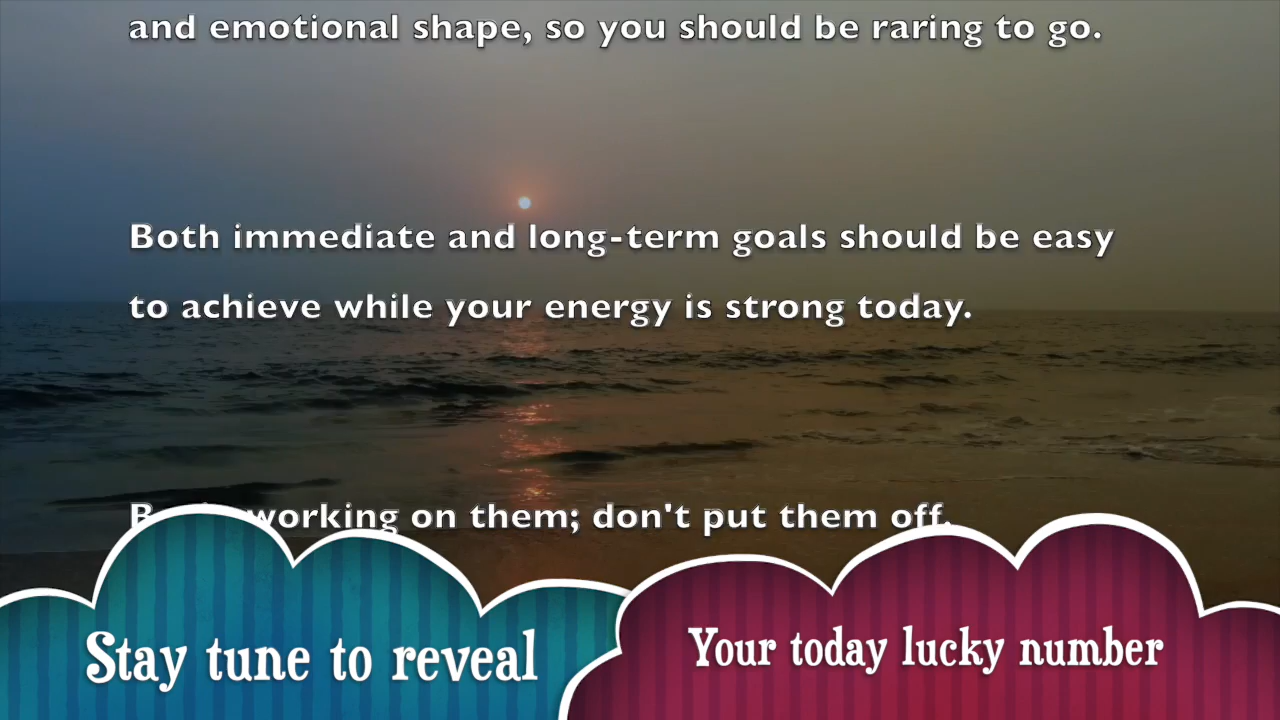 and emotional shape, so you should be raring to go.
Both immediate and long-term goals should be easy
to achieve while your energy is strong today.
working on them; don't put them off.
Stay tune to reveal
Your today lucky number